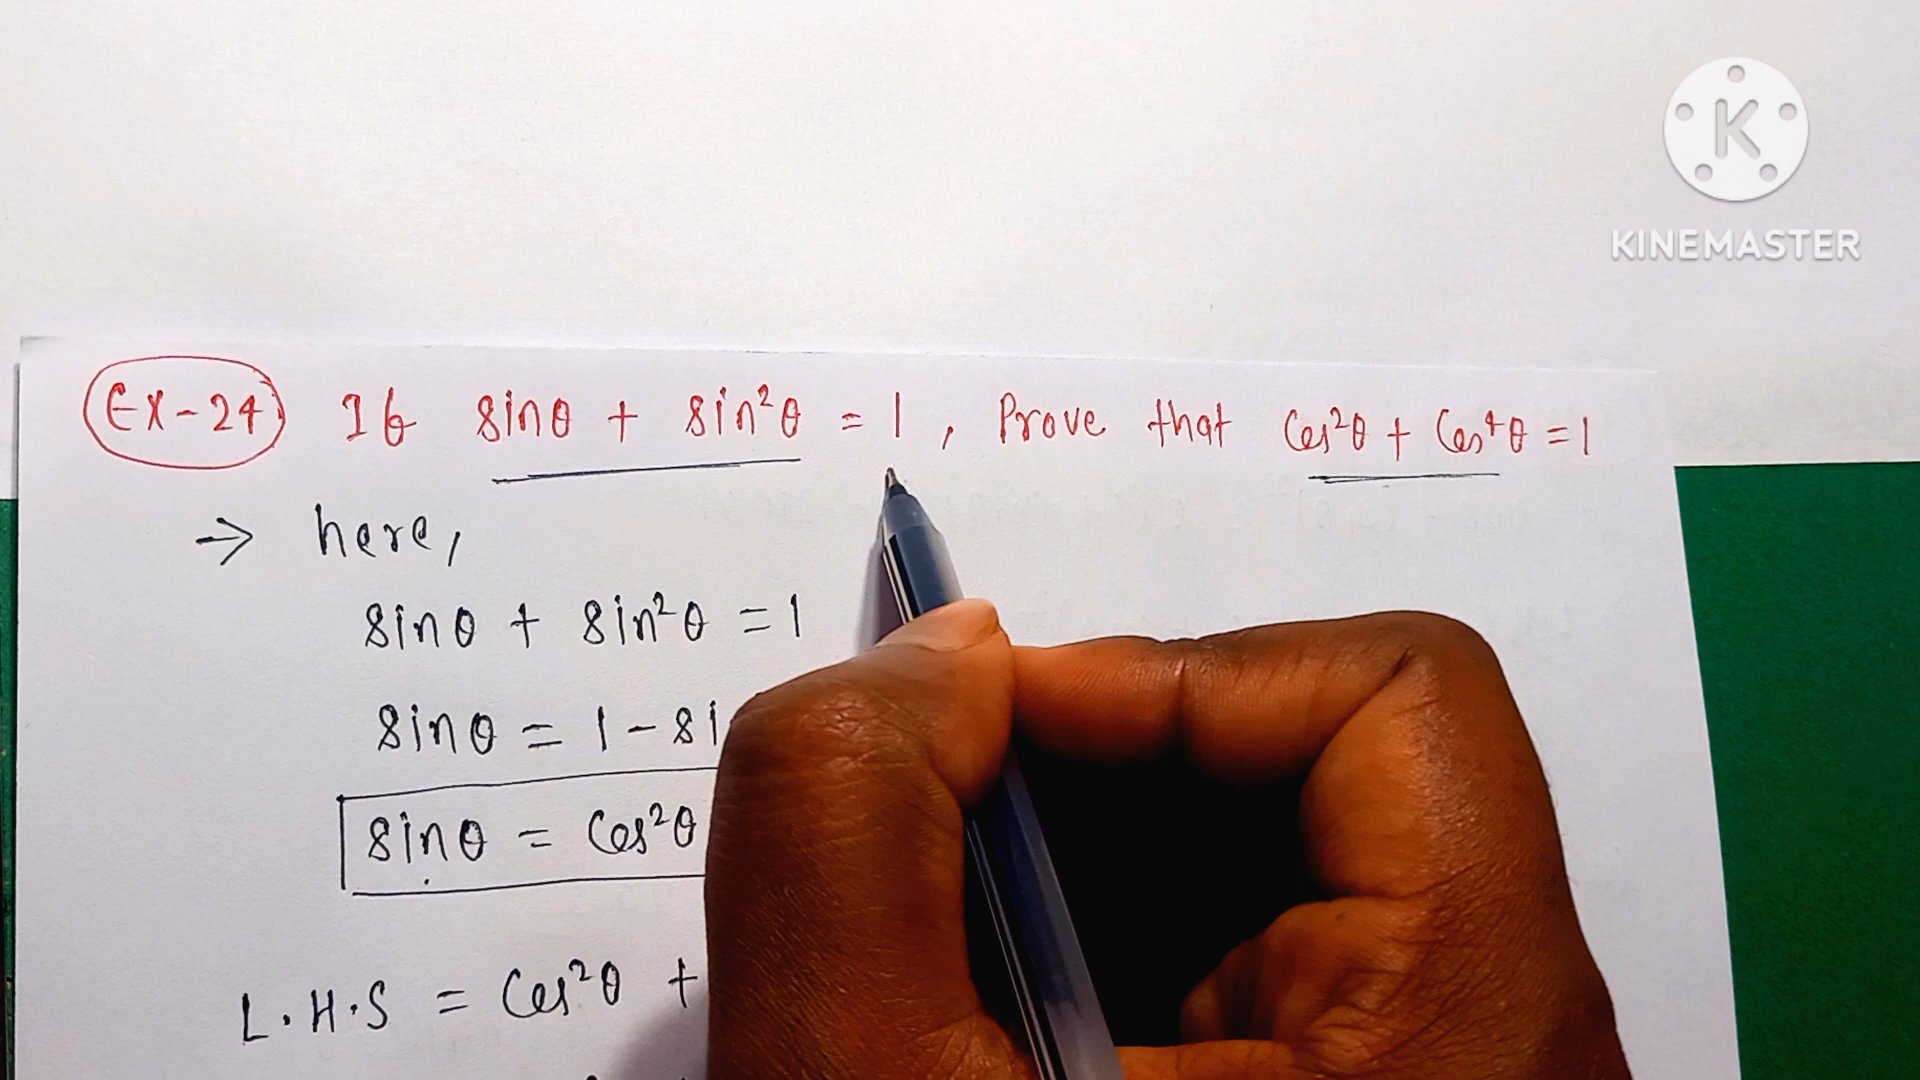 KINEMASTER
Ex-24 If sinθ + sin²θ = 1, Prove that Cos²θ + Cos⁴θ = 1
→ here,
sinθ + sin²θ = 1
sinθ = 1 - si
sinθ = Cos²θ
L.H.S = Cos²θ +